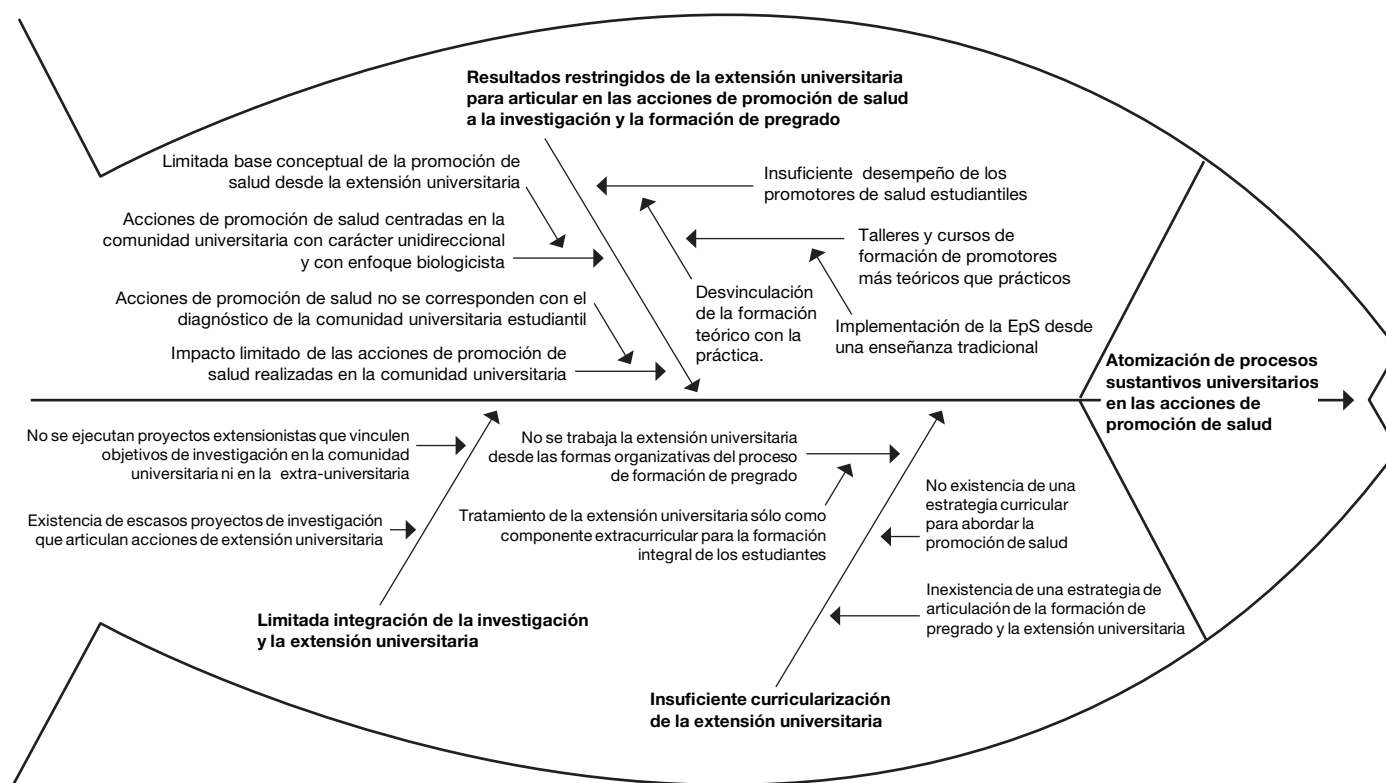 Resultados restringidos de la extensión universitaria
para articular en las acciones de promoción de salud
a la investigación y la formación de pregrado
Limitada base conceptual de la promoción de
salud desde la extensión universitaria
Acciones de promoción de salud centradas en la
comunidad universitaria con carácter unidireccional
y con enfoque biologicista
Acciones de promoción de salud no se corresponden con el
diagnóstico de la comunidad universitaria estudiantil
Impacto limitado de las acciones de promoción de
salud realizadas en la comunidad universitaria
Insuficiente desempeño de los
promotores de salud estudiantiles
Talleres y cursos de
formación de promotores
más teóricos que prácticos
Desvinculación
de la formación
teórico con la
práctica.
Implementación de la EpS desde
una enseñanza tradicional
Atomización de procesos
sustantivos universitarios
en las acciones de
promoción de salud
No se ejecutan proyectos extensionistas que vinculen
objetivos de investigación en la comunidad
universitaria ni en la extra-universitaria
Existencia de escasos proyectos de investigación
que articulan acciones de extensión universitaria
Limitada integración de la investigación
y la extensión universitaria
No se trabaja la extensión universitaria
desde las formas organizativas del proceso
de formación de pregrado
Tratamiento de la extensión universitaria sólo como
componente extracurricular para la formación
integral de los estudiantes
No existencia de una
estrategia curricular
para abordar la
promoción de salud
Inexistencia de una estrategia de
articulación de la formación de
pregrado y la extensión universitaria
Insuficiente curricularización
de la extensión universitaria